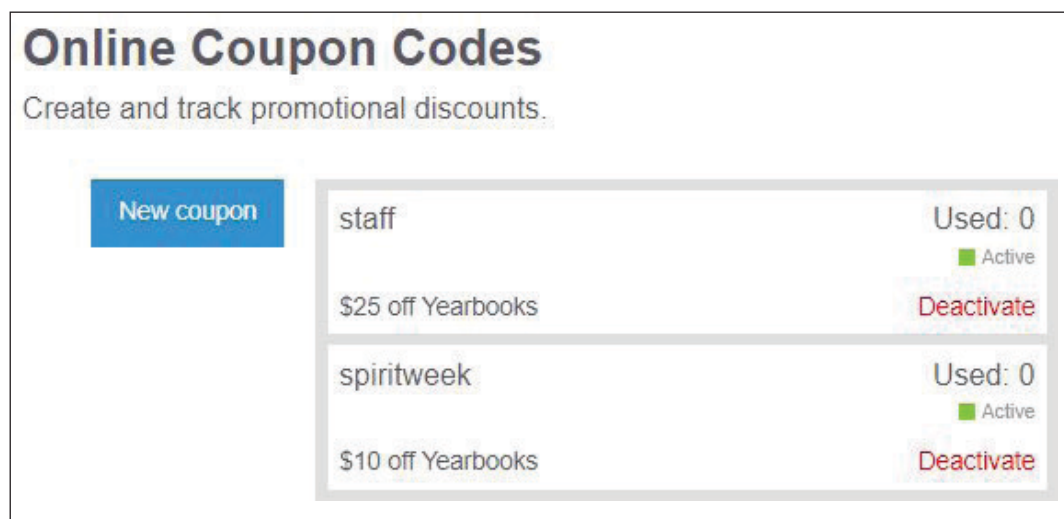 Online Coupon Codes
Create and track promotional discounts.
New coupon
staff
Used: 0
Active
$25 off Yearbooks
Deactivate
spiritweek
Used: 0
Active
$10 off Yearbooks
Deactivate